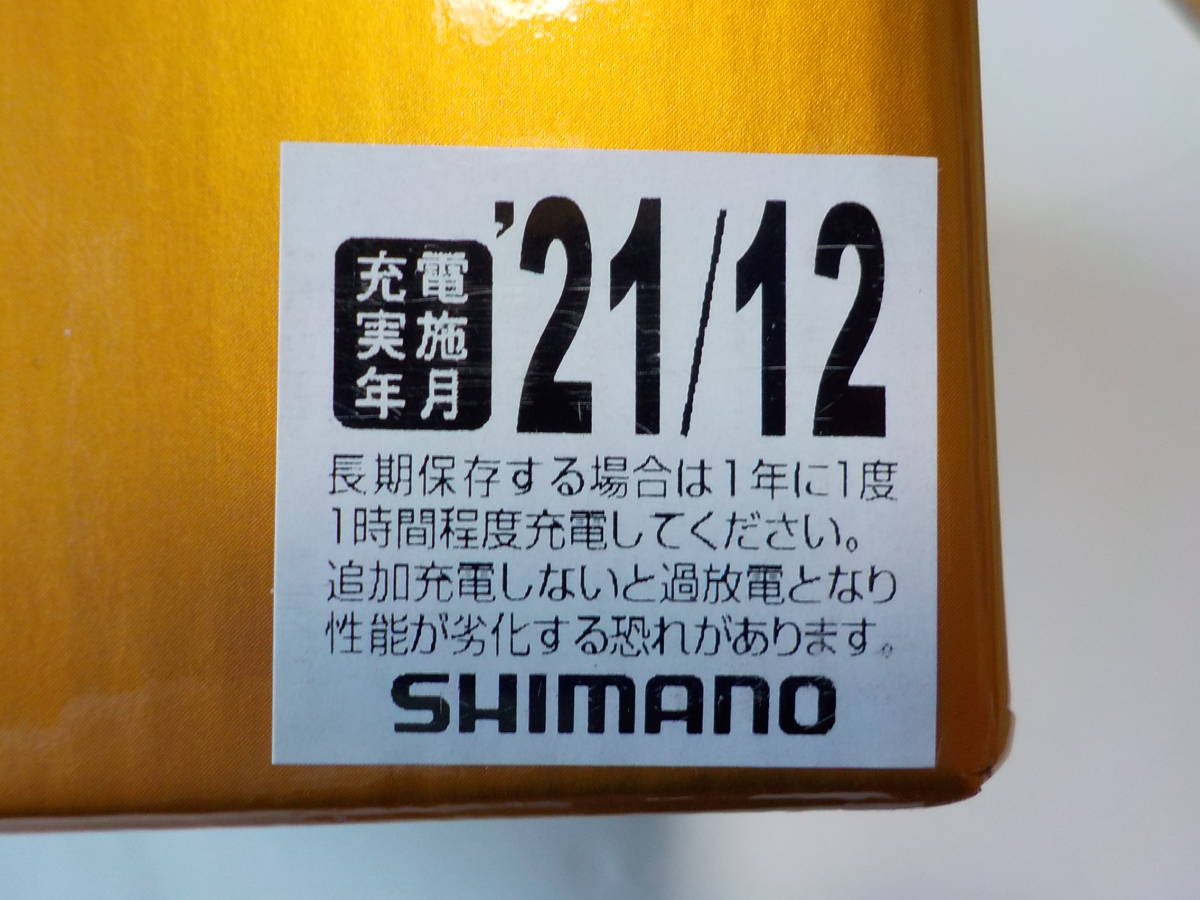 充電実施年月
'21/12
長期保存する場合は1年に1度
1時間程度充電してください。
追加充電しないと過放電となり
性能が劣化する恐れがあります。
SHIMANO